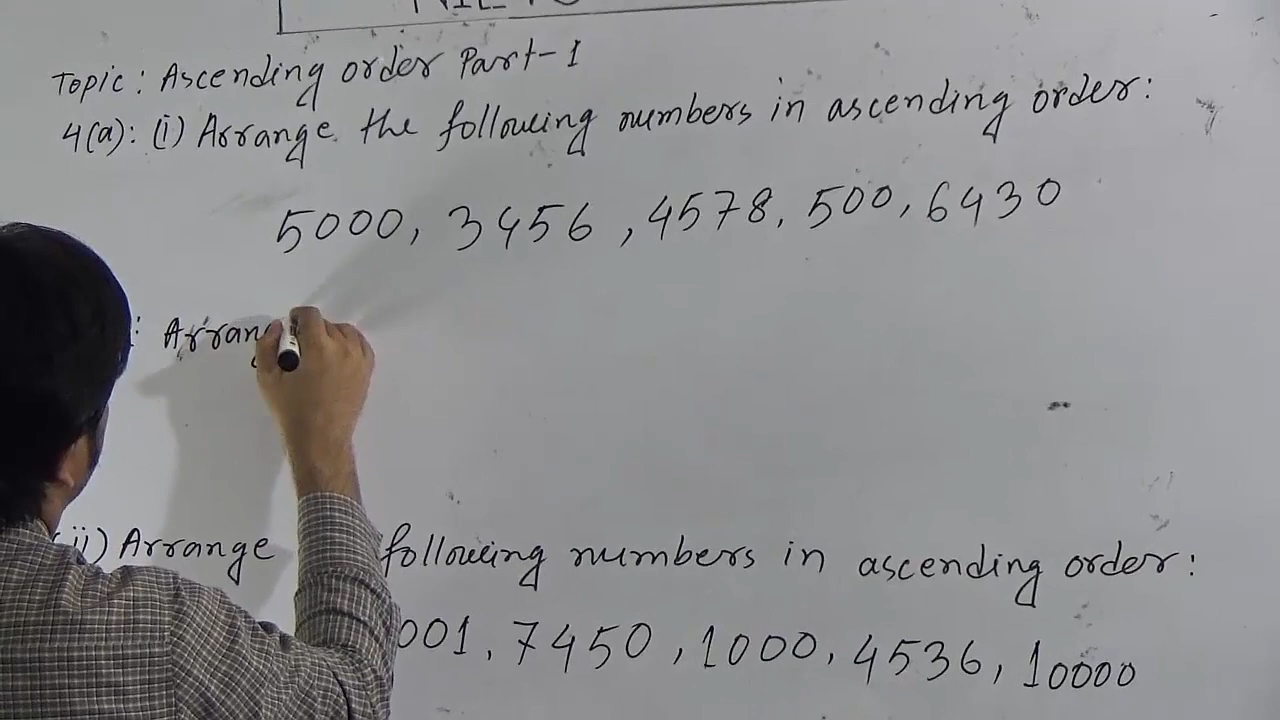 Topic: Ascending order Part-1
4(a): (i) Arrange the following numbers in ascending order:
5000, 3456, 4578, 500, 6430
: Arrang
(ii) Arrange following numbers in ascending order:
001, 7450, 1000, 4536, 10000